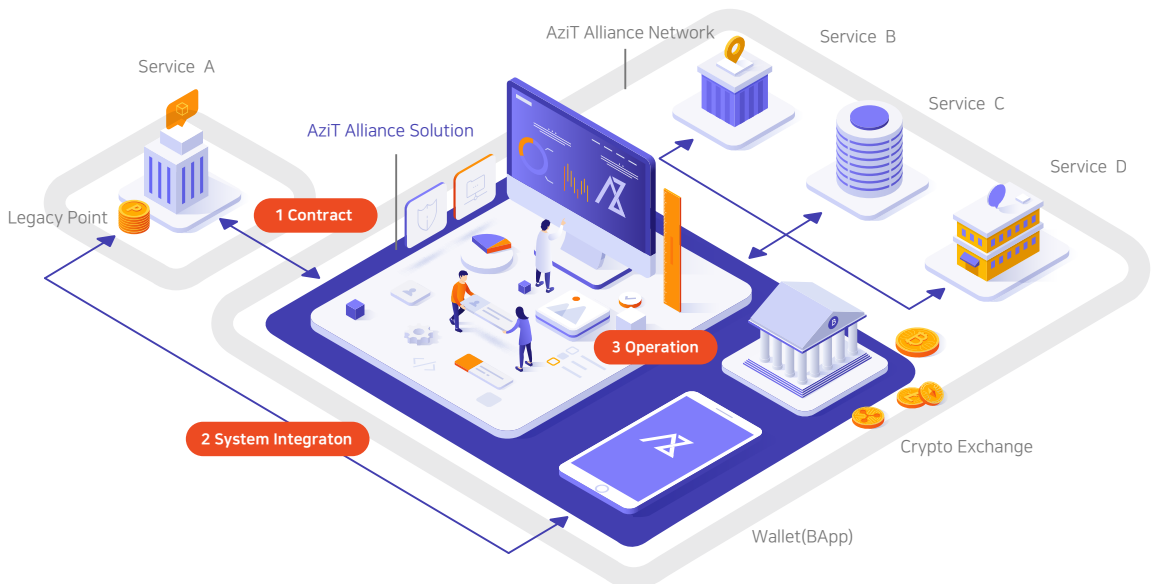 AziT Alliance Network
Service B
Service A
Service C
AziT Alliance Solution
Service D
Legacy Point
1 Contract
3 Operation
2 System Integraton
Crypto Exchange
Wallet(BApp)